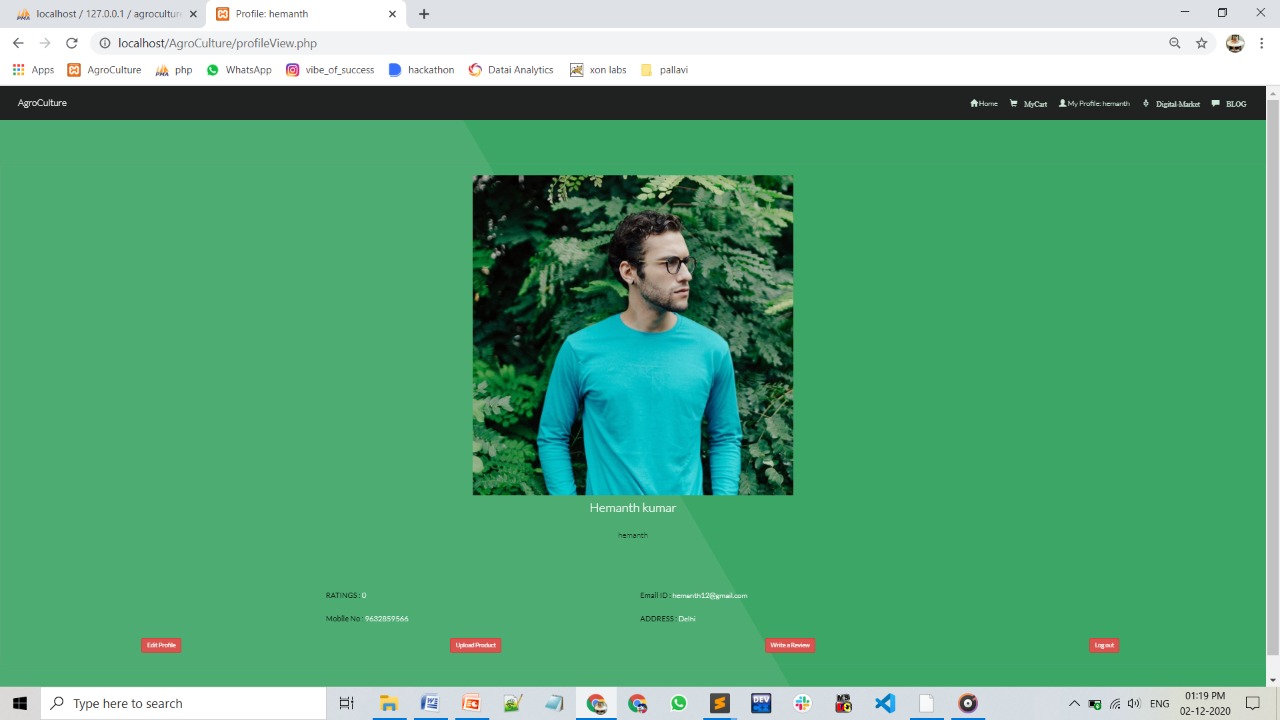 localhost / 127.0.0.1 / agricultu
Profile: hemanth
localhost/AgroCulture/profileView.php
Apps AgroCulture php WhatsApp vibe_of_success hackathon Datai Analytics xon labs pallavi
AgroCulture Home MyCart My Profile: hemanth Digital-Market BLOG
Hemanth kumar
hemanth
RATINGS : 0 Email ID : hemanth12@gmail.com
Mobile No : 9632859566 ADDRESS : Delhi
Edit Profile Upload Product Write a Review Log out
Type here to search
ENG 01:19 PM
02-12-2020